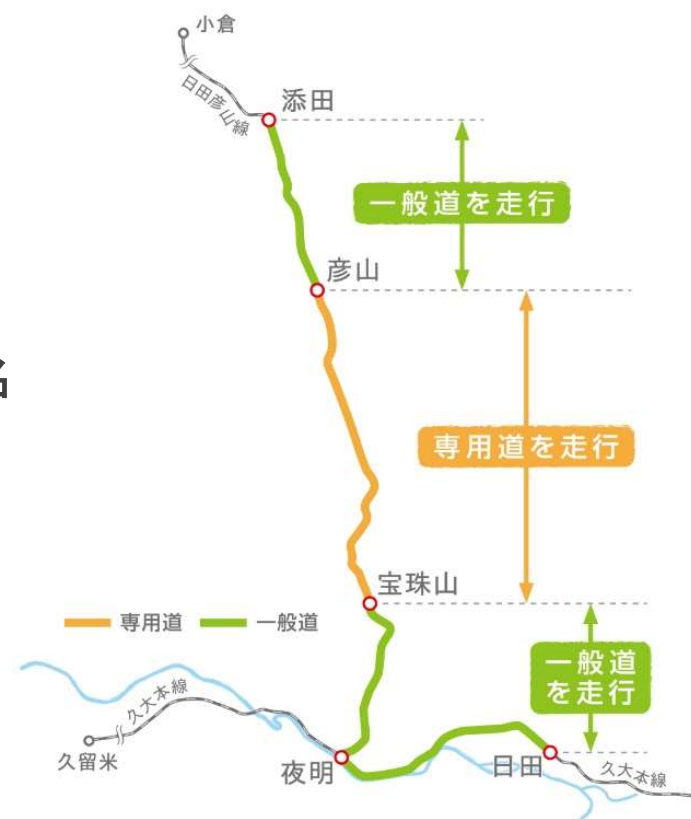 小倉
日田彦山線
添田
一般道を走行
彦山
専用道を走行
宝珠山
専用道
一般道
一般道
を走行
久大本線
久留米
夜明
日田
久大本線